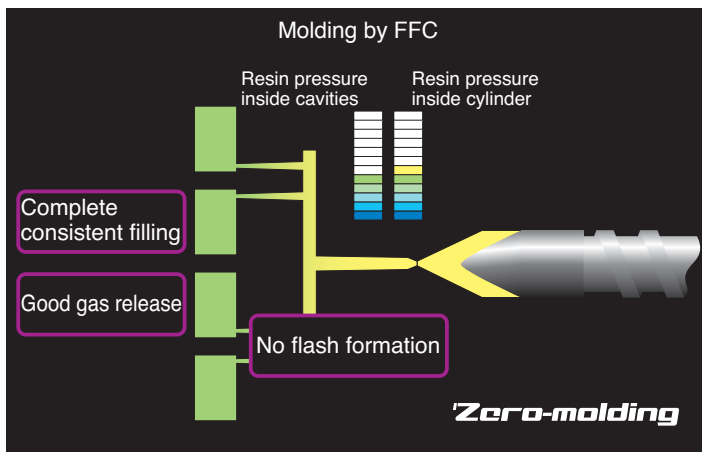 Molding by FFC
Resin pressure
inside cavities
Resin pressure
inside cylinder
Complete
consistent filling
Good gas release
No flash formation
Zero-molding